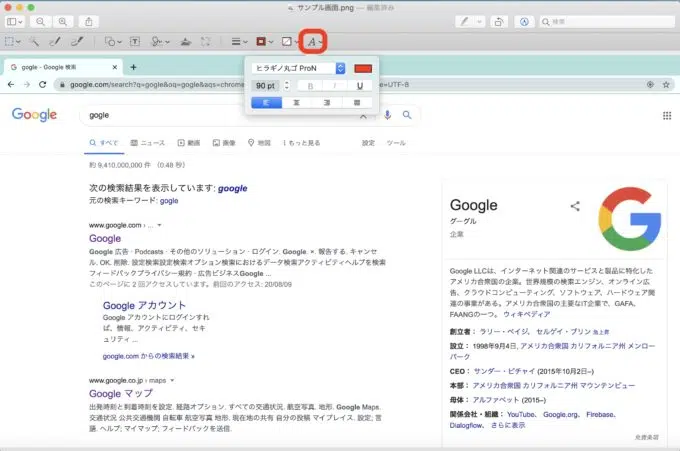 サンプル画面.png — 編集済み
検索
A
gogle - Google 検索
google.com/search?q=gogle&oq=gogle&aqs=chrome
e=UTF-8
ヒラギノ丸ゴ ProN
90 pt
B I U
Google
gogle
すべて ニュース 動画 画像 地図 もっと見る 設定 ツール
約 9,410,000,000 件 (0.48 秒)
次の検索結果を表示しています: google
元の検索キーワード: gogle
www.google.com › ...
Google
Google 広告 · Podcasts · その他のソリューション · ログイン. Google. ×. 報告する. キャンセ
ル. OK. 削除. 設定検索設定検索オプション検索におけるデータ検索アクティビティヘルプを検索
フィードバックプライバシー規約 · 広告ビジネスGoogle ...
このページに 2 回アクセスしています。前回のアクセス: 20/08/09
Google アカウント
Google アカウントにログインすれ
ば、情報、アクティビティ、セキ
ュリティ ...
google.com からの検索結果 »
www.google.co.jp › maps
Google マップ
出発時刻と到着時刻を設定. 経路オプション. すべての交通状況. 航空写真. 地形. Google Maps.
交通状況 公共交通機関 自転車 航空写真 地形. 現在地の共有 自分の投稿 マイプレイス. 設定; 言
語. ヘルプ; マイマップ; フィードバックを送信.
Google
グーグル
企業
Google LLCは、インターネット関連のサービスと製品に特化した
アメリカ合衆国の企業。世界規模の検索エンジン、オンライン広
告、クラウドコンピューティング、ソフトウェア、ハードウェア関
連の事業がある。アメリカ合衆国の主要なIT企業で、GAFA、
FAANGの一つ。 ウィキペディア
創立者： ラリー・ペイジ、 セルゲイ・ブリン 急上昇
設立： 1998年9月4日, アメリカ合衆国 カリフォルニア州 メンロー
パーク
CEO： サンダー・ピチャイ (2015年10月2日–)
本部： アメリカ合衆国 カリフォルニア州 マウンテンビュー
母体： アルファベット (2015–)
関係会社・組織： YouTube、 Google.org、 Firebase、
Dialogflow、 さらに表示
免責条項